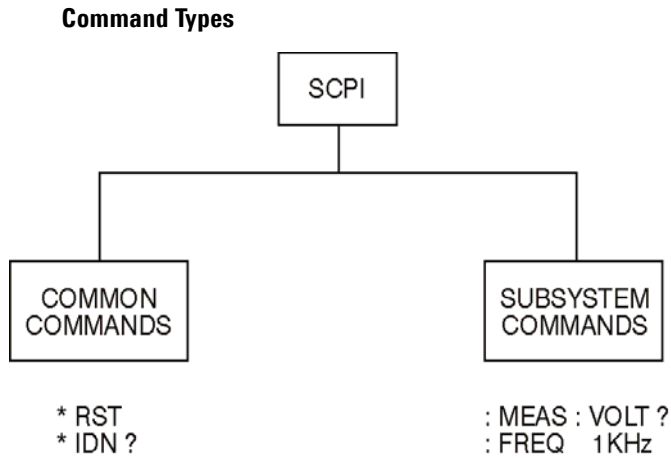 Command Types
SCPI
COMMON
COMMANDS
SUBSYSTEM
COMMANDS
* RST
* IDN ?
: MEAS : VOLT ?
: FREQ 1KHz